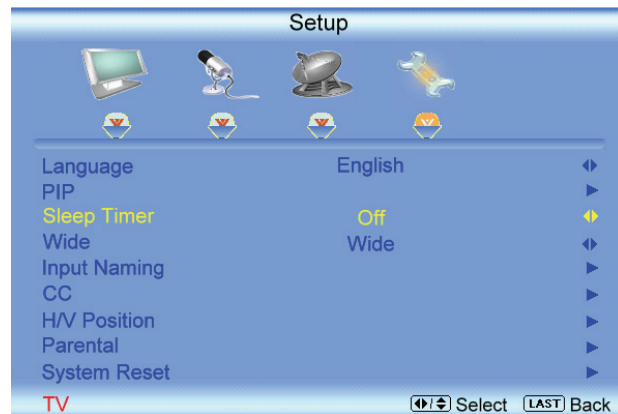 Setup
Language English
PIP
Sleep Timer Off
Wide Wide
Input Naming
CC
H/V Position
Parental
System Reset
TV Select LAST Back